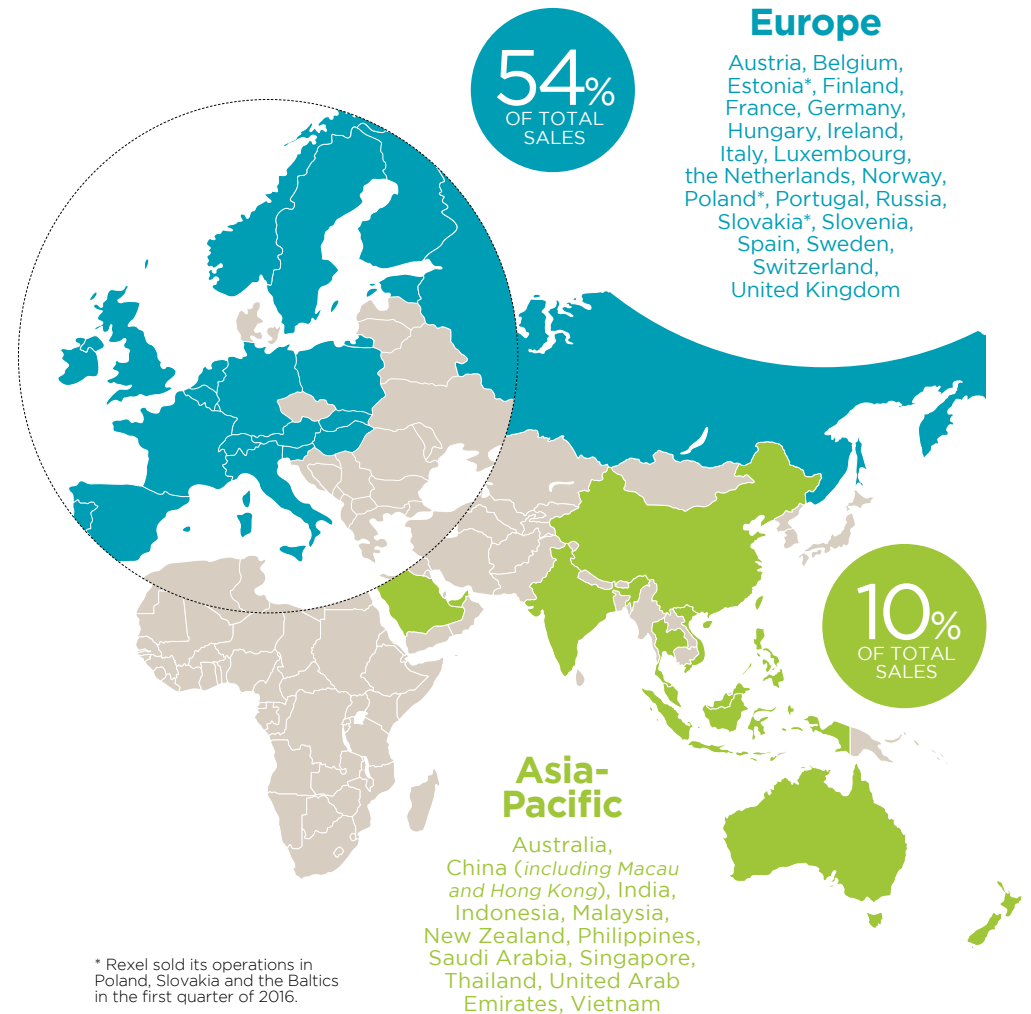 54%
OF TOTAL
SALES
Europe
Austria, Belgium,
Estonia*, Finland,
France, Germany,
Hungary, Ireland,
Italy, Luxembourg,
the Netherlands, Norway,
Poland*, Portugal, Russia,
Slovakia*, Slovenia,
Spain, Sweden,
Switzerland,
United Kingdom
10%
OF TOTAL
SALES
Asia-
Pacific
Australia,
China (including Macau
and Hong Kong), India,
Indonesia, Malaysia,
New Zealand, Philippines,
Saudi Arabia, Singapore,
Thailand, United Arab
Emirates, Vietnam
* Rexel sold its operations in
Poland, Slovakia and the Baltics
in the first quarter of 2016.